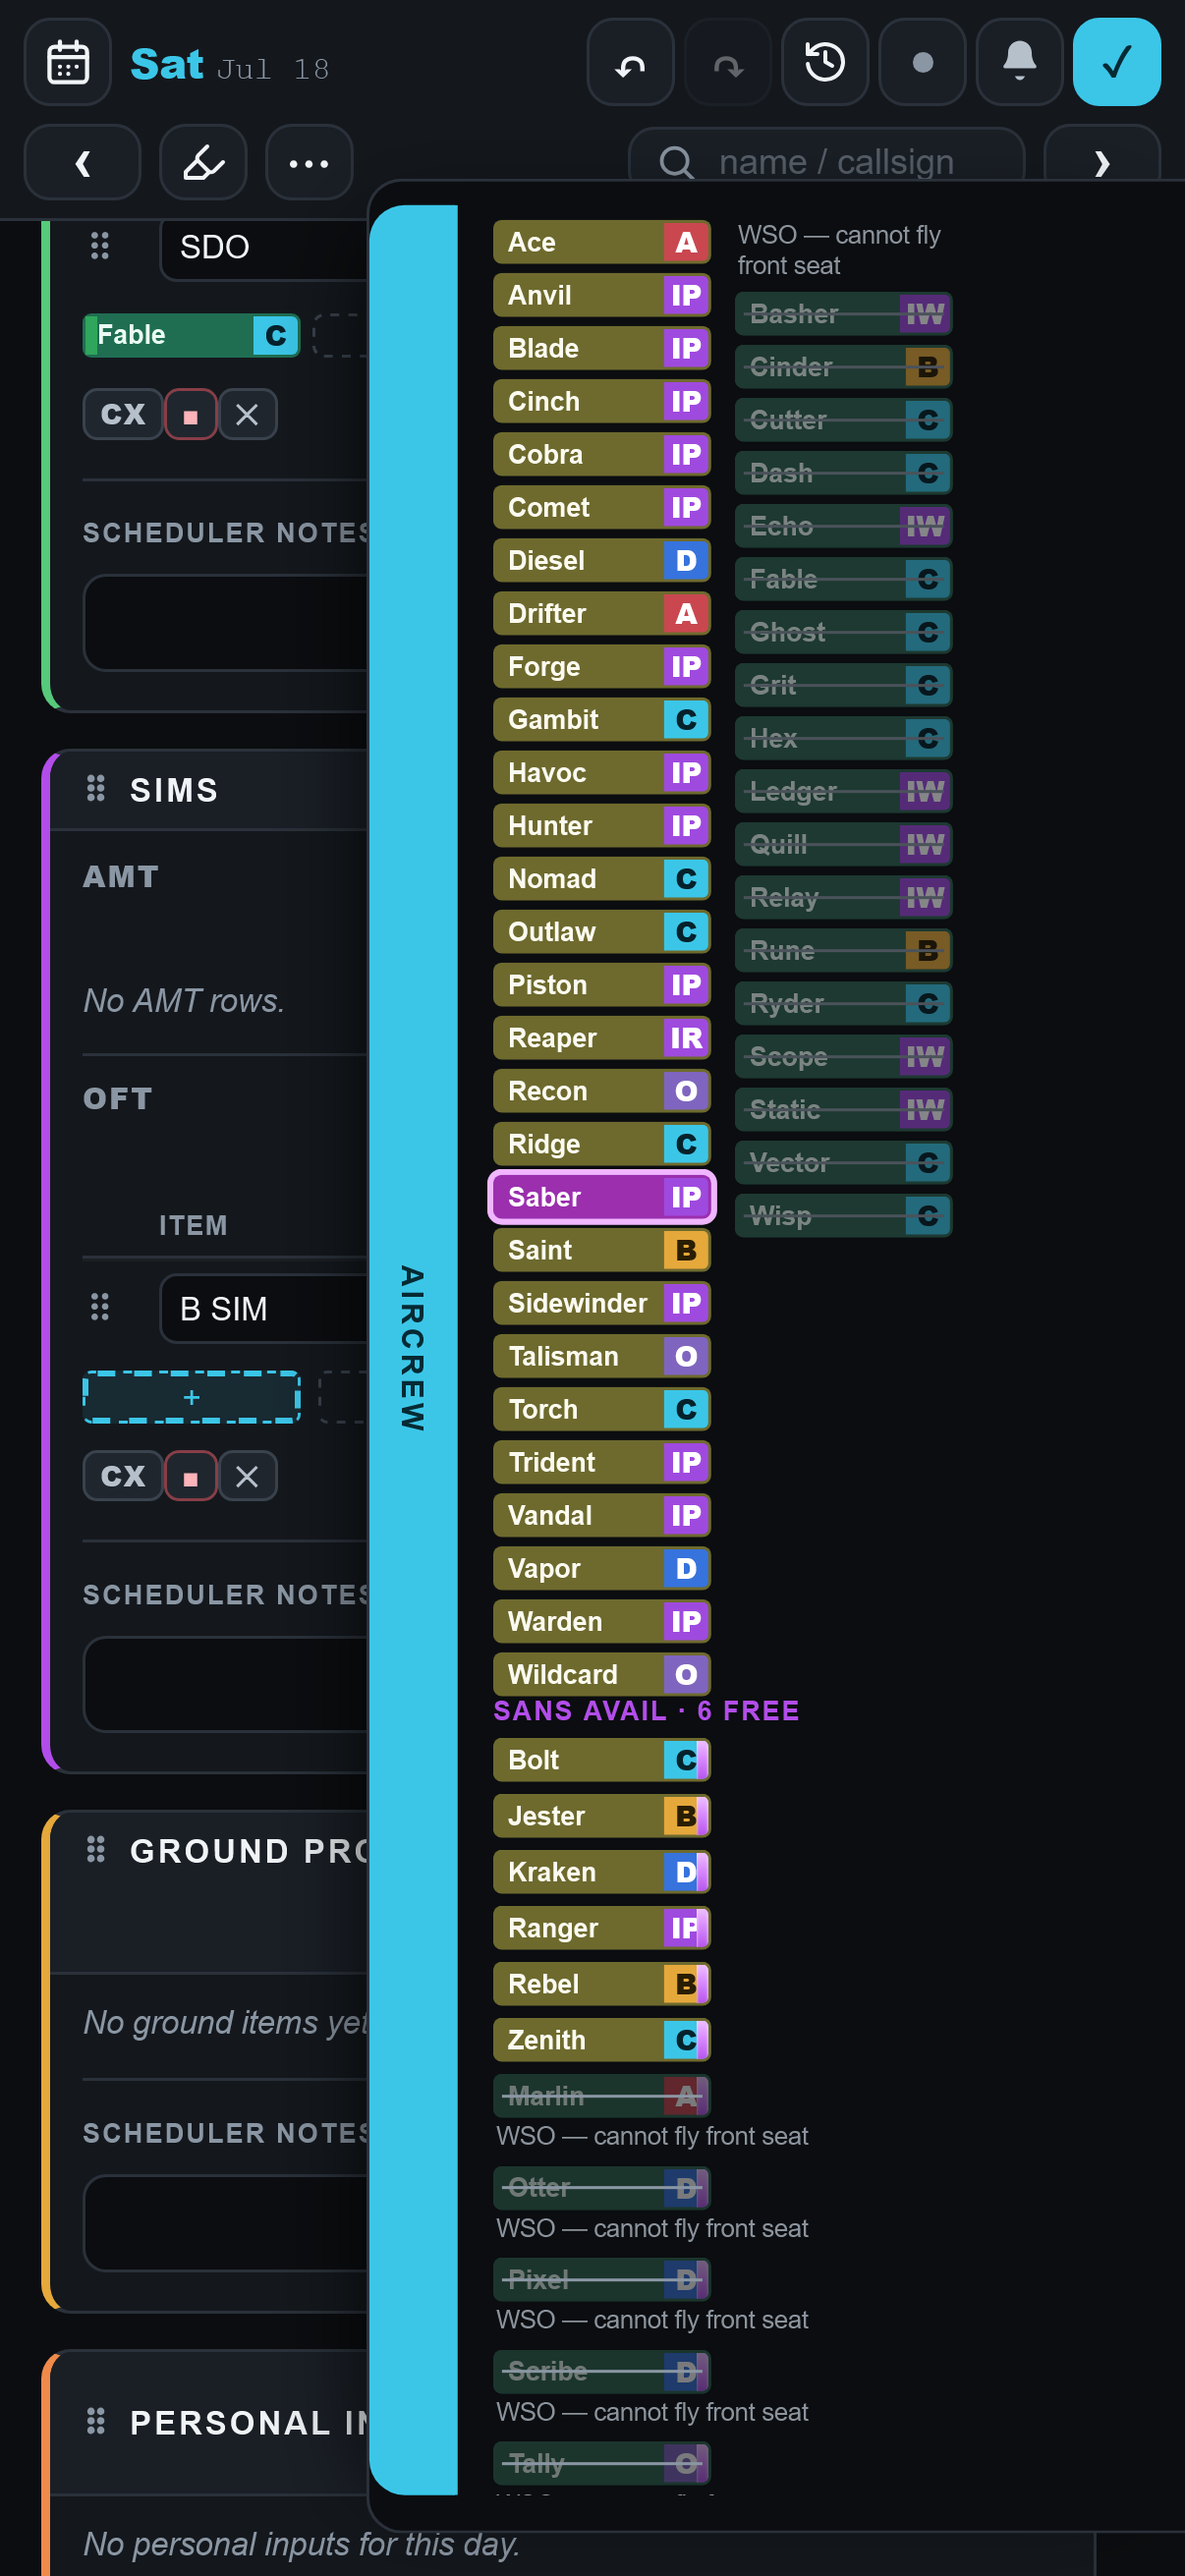 Sat Jul 18
name / callsign
SDO
Fable C
CX
SCHEDULER NOTES
SIMS
AMT
No AMT rows.
OFT
ITEM
B SIM
+
CX
SCHEDULER NOTES
GROUND PRO
No ground items yet
SCHEDULER NOTES
PERSONAL IN
No personal inputs for this day.
AIRCREW
Ace A
Anvil IP
Blade IP
Cinch IP
Cobra IP
Comet IP
Diesel D
Drifter A
Forge IP
Gambit C
Havoc IP
Hunter IP
Nomad C
Outlaw C
Piston IP
Reaper IR
Recon O
Ridge C
Saber IP
Saint B
Sidewinder IP
Talisman O
Torch C
Trident IP
Vandal IP
Vapor D
Warden IP
Wildcard O
WSO — cannot fly
front seat
Basher IW
Cinder B
Cutter C
Dash C
Echo IW
Fable C
Ghost C
Grit C
Hex C
Ledger IW
Quill IW
Relay IW
Rune B
Ryder C
Scope IW
Static IW
Vector C
Wisp C
SANS AVAIL · 6 FREE
Bolt C
Jester B
Kraken D
Ranger IP
Rebel B
Zenith C
Marlin A
WSO — cannot fly front seat
Otter D
WSO — cannot fly front seat
Pixel D
WSO — cannot fly front seat
Scribe D
WSO — cannot fly front seat
Tally O